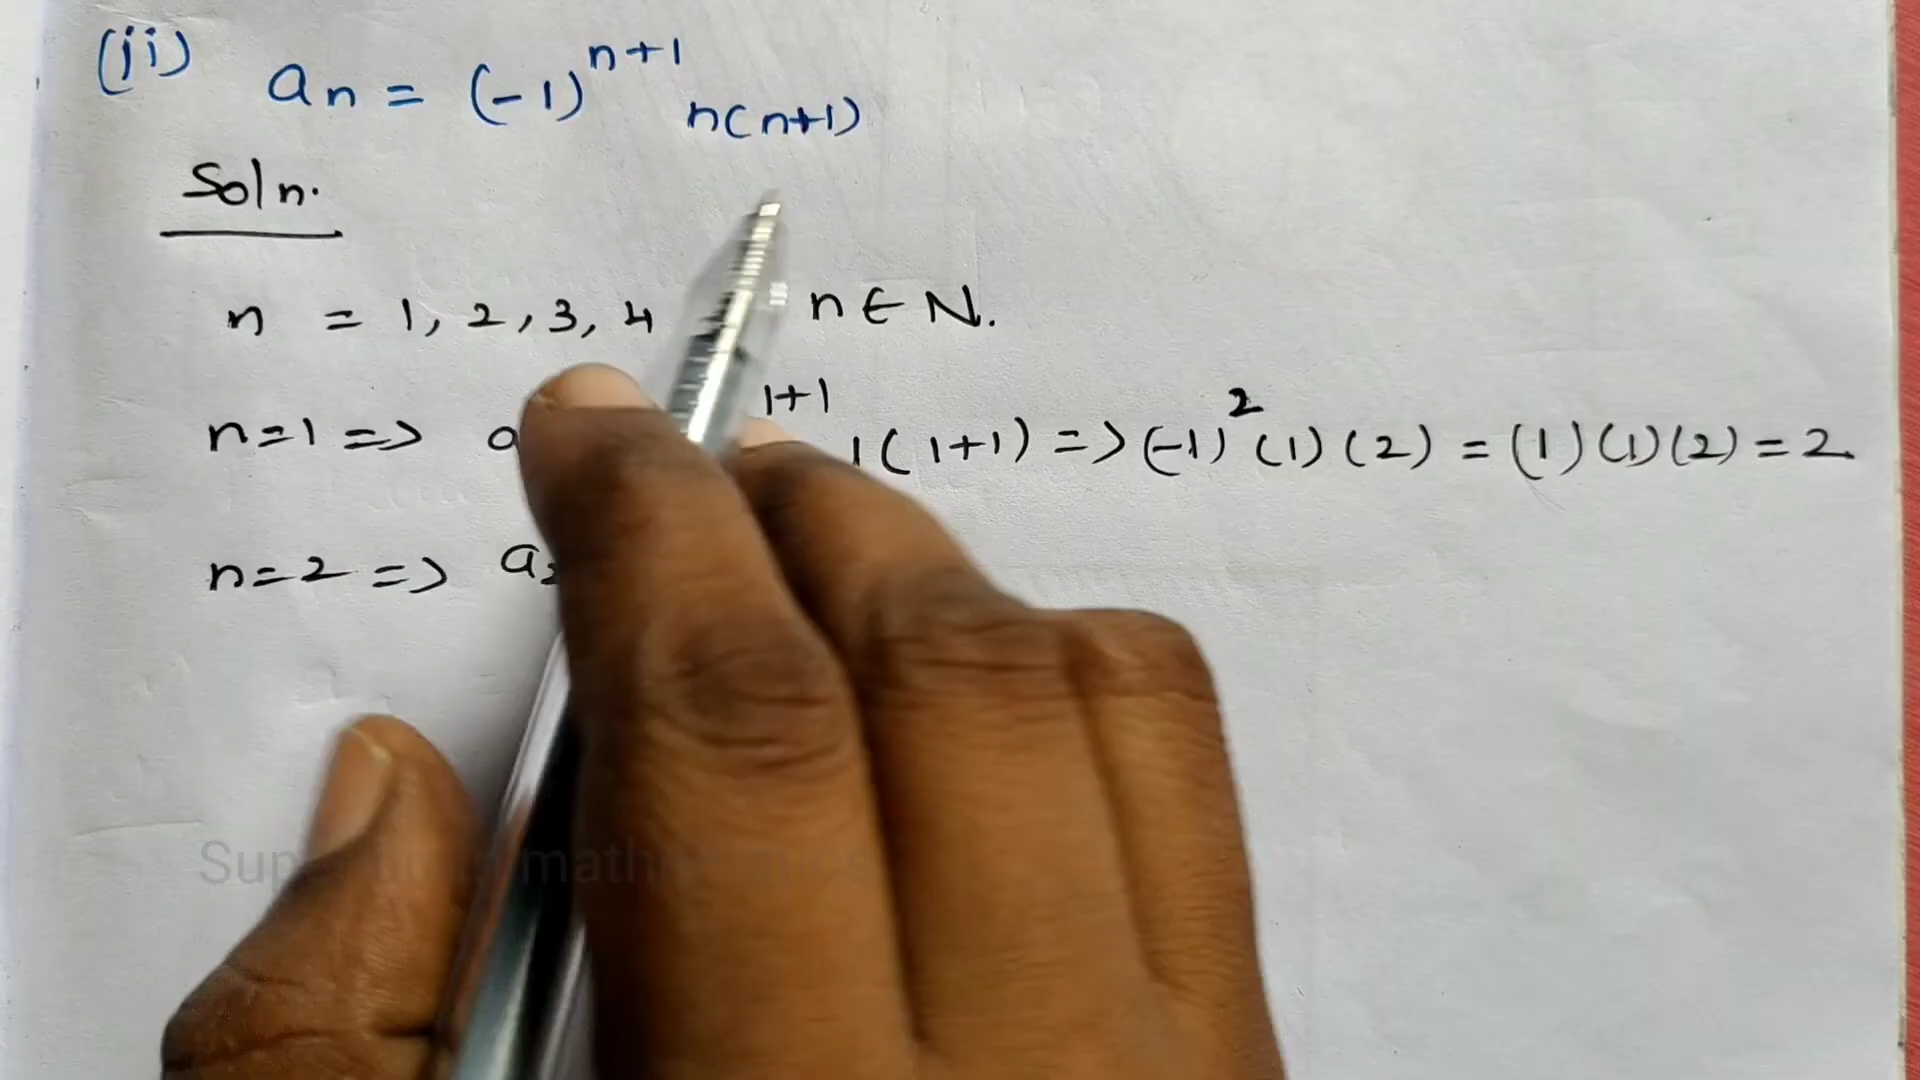 (ii) an = (-1)^n+1 n(n+1)
Soln.
n = 1, 2, 3, 4 n ∈ N.
n=1 => a 1+1 1(1+1) => (-1)^2 (1)(2) = (1)(1)(2) = 2
n=2 => a2